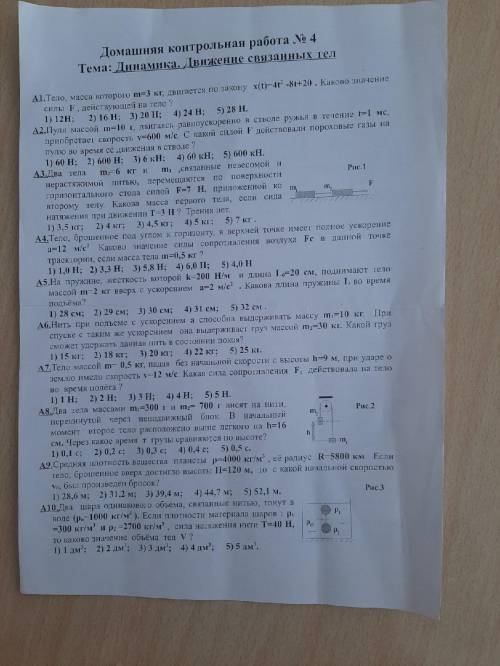 Домашняя контрольная работа № 4
Тема: Динамика. Движение связанных тел
А1.Тело, масса которого m=3 кг, двигается по закону x(t)=4t² -8t+20 . Каково значение
силы F , действующей на тело ?
1) 12Н; 2) 16 Н; 3) 20 Н; 4) 24 Н; 5) 28 Н.
А2.Пуля массой m=10 г, двигаясь равноускоренно в стволе ружья в течение t=1 мс,
приобретает скорость v=600 м/с. С какой силой F действовали пороховые газы на
пулю во время её движения в стволе ?
1) 60 Н; 2) 600 Н; 3) 6 кН; 4) 60 кН; 5) 600 кН.
А3.Два тела m₂=6 кг и m₁ ,связанные невесомой и
нерастяжимой нитью, перемещаются по поверхности
горизонтального стола силой F=7 Н, приложенной ко
второму телу. Какова масса первого тела, если сила
натяжения при движении T=3 Н ? Трения нет.
1) 3,5 кг; 2) 4 кг; 3) 4,5 кг; 4) 5 кг; 5) 7 кг.
Рис.1
m₁
m₂
F
А4.Тело, брошенное под углом к горизонту, в верхней точке имеет полное ускорение
a=12 м/с² Каково значение силы сопротивления воздуха Fc в данной точке
траектории, если масса тела m=0,5 кг ?
1) 1,0 Н; 2) 3,3 Н; 3) 5,8 Н; 4) 6,0 Н; 5) 4,0 Н
А5.На пружине, жесткость которой k=200 Н/м и длина L₀=20 см, поднимают тело
массой m=2 кг вверх с ускорением a=2 м/с² . Какова длина пружины L во время
подъёма?
1) 28 см; 2) 29 см; 3) 30 см; 4) 31 см; 5) 32 см .
А6.Нить при подъёме с ускорением a способна выдерживать массу m₁=10 кг. При
спуске с таким же ускорением она выдерживает груз массой m₂=30 кг. Какой груз
сможет удержать данная нить в состоянии покоя?
1) 15 кг; 2) 18 кг; 3) 20 кг; 4) 22 кг; 5) 25 кг.
А7.Тело массой m= 0,5 кг, падая без начальной скорости с высоты h=9 м, при ударе о
землю имело скорость v=12 м/с. Какая сила сопротивления F, действовала на тело
во время полёта ?
1) 1 Н; 2) 2 Н; 3) 3 Н; 4) 4 Н; 5) 5 Н.
А8.Два тела массами m₁=300 г и m₂= 700 г висят на нити,
перекинутой через неподвижный блок. В начальный
момент второе тело расположено выше легкого на h=16
см. Через какое время τ грузы сравняются по высоте?
1) 0,1 с; 2) 0,2 с; 3) 0,3 с; 4) 0,4 с; 5) 0,5 с.
Рис.2
m₂
h
m₁
А9.Средняя плотность вещества планеты ρ=4000 кг/м³ , её радиус R=5800 км. Если
тело, брошенное вверх достигло высоты H=120 м, то с какой начальной скоростью
v₀, был произведен бросок?
1) 28,6 м; 2) 31,2 м; 3) 39,4 м; 4) 44,7 м; 5) 52,1 м.
А10.Два шара одинакового объёма, связанные нитью, тонут в
воде (ρв=1000 кг/м³ ). Если плотности материала шаров : ρ₁
=300 кг/м³ и ρ₂ =2700 кг/м³ , сила натяжения нити T=40 Н,
то каково значение объёма тел V ?
1) 1 дм³; 2) 2 дм³; 3) 3 дм³; 4) 4 дм³; 5) 5 дм³.
Рис.3
ρ₁
ρв
ρ₂